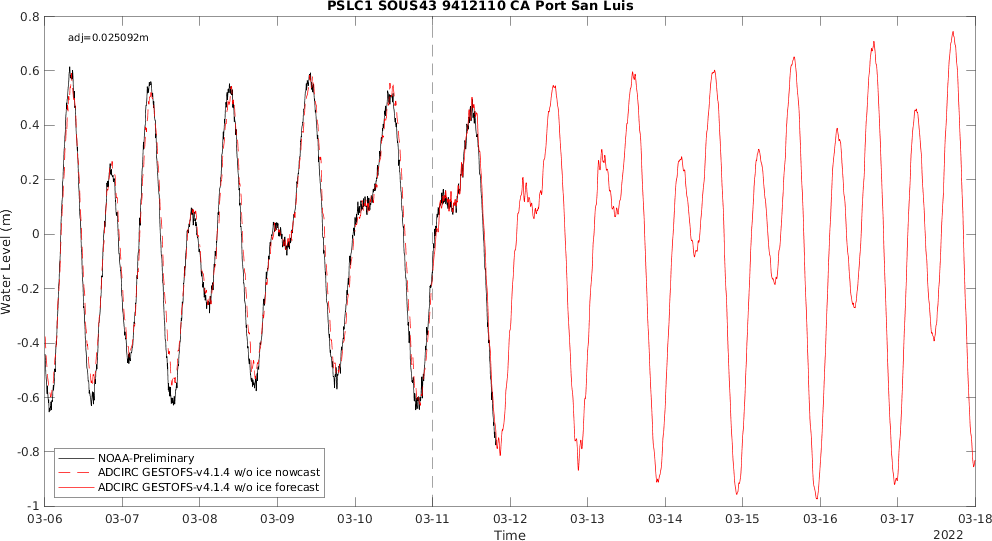 PSLC1 SOUS43 9412110 CA Port San Luis
adj=0.025092m
0.8
0.6
0.4
0.2
0
-0.2
-0.4
-0.6
-0.8
-1
Water Level (m)
NOAA-Preliminary
ADCIRC GESTOFS-v4.1.4 w/o ice nowcast
ADCIRC GESTOFS-v4.1.4 w/o ice forecast
03-06 03-07 03-08 03-09 03-10 03-11 03-12 03-13 03-14 03-15 03-16 03-17 03-18
Time
2022